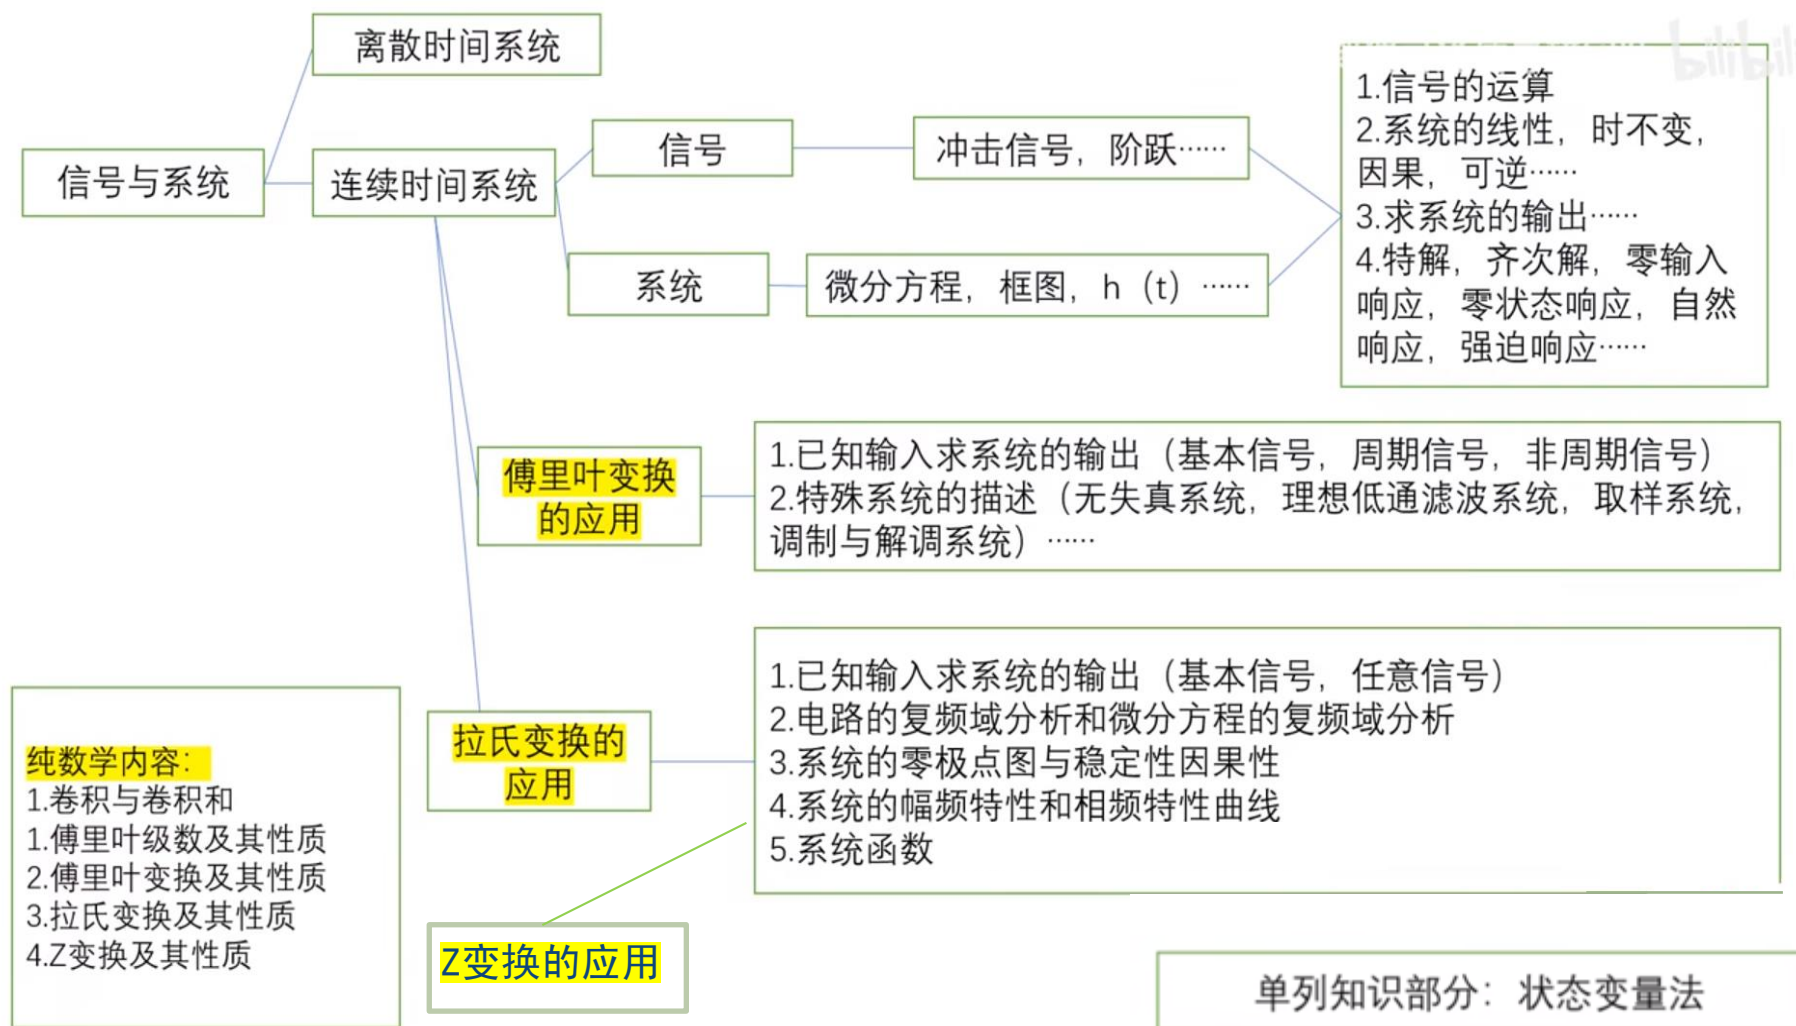 离散时间系统
信号与系统
连续时间系统
信号
冲击信号，阶跃……
系统
微分方程，框图，h（t）……
bilibili
1.信号的运算
2.系统的线性，时不变，
因果，可逆……
3.求系统的输出……
4.特解，齐次解，零输入
响应，零状态响应，自然
响应，强迫响应……
傅里叶变换
的应用
1.已知输入求系统的输出（基本信号，周期信号，非周期信号）
2.特殊系统的描述（无失真系统，理想低通滤波系统，取样系统，
调制与解调系统）……
拉氏变换的
应用
1.已知输入求系统的输出（基本信号，任意信号）
2.电路的复频域分析和微分方程的复频域分析
3.系统的零极点图与稳定性因果性
4.系统的幅频特性和相频特性曲线
5.系统函数
纯数学内容：
1.卷积与卷积和
1.傅里叶级数及其性质
2.傅里叶变换及其性质
3.拉氏变换及其性质
4.Z变换及其性质
Z变换的应用
单列知识部分：状态变量法